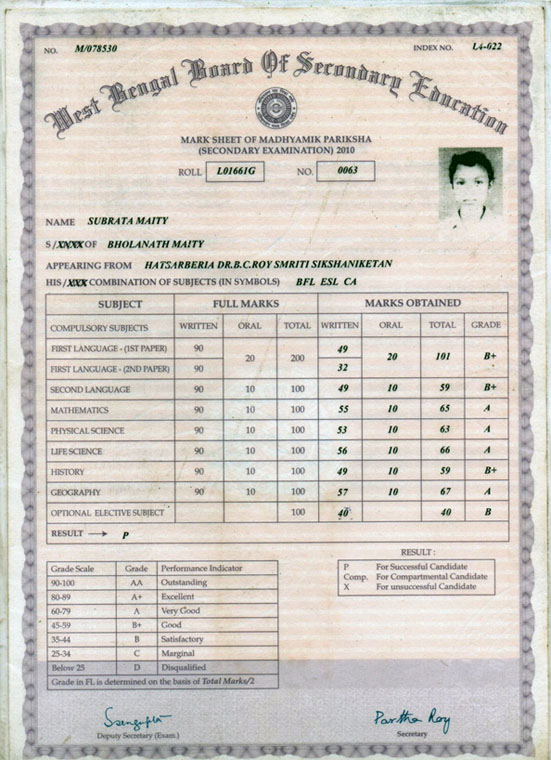 NO. M/078530 INDEX NO. L4-022
West Bengal Board Of Secondary Education
MARK SHEET OF MADHYAMIK PARIKSHA
(SECONDARY EXAMINATION) 2010
ROLL L01661G NO. 0063
NAME SUBRATA MAITY
S/XXXX OF BHOLANATH MAITY
APPEARING FROM HATSARBERIA DR.B.C.ROY SMRITI SIKSHANIKETAN
HIS/XXX COMBINATION OF SUBJECTS (IN SYMBOLS) BFL ESL CA
SUBJECT FULL MARKS MARKS OBTAINED
COMPULSORY SUBJECTS WRITTEN ORAL TOTAL WRITTEN ORAL TOTAL GRADE
FIRST LANGUAGE - (1ST PAPER) 90 20 200 49 20 101 B+
FIRST LANGUAGE - (2ND PAPER) 90 32
SECOND LANGUAGE 90 10 100 49 10 59 B+
MATHEMATICS 90 10 100 55 10 65 A
PHYSICAL SCIENCE 90 10 100 53 10 63 A
LIFE SCIENCE 90 10 100 56 10 66 A
HISTORY 90 10 100 49 10 59 B+
GEOGRAPHY 90 10 100 57 10 67 A
OPTIONAL ELECTIVE SUBJECT 100 40 40 B
RESULT → P
Grade Scale Grade Performance Indicator
90-100 AA Outstanding
80-89 A+ Excellent
60-79 A Very Good
45-59 B+ Good
35-44 B Satisfactory
25-34 C Marginal
Below 25 D Disqualified
Grade in FL is determined on the basis of Total Marks/2
RESULT :
P For Successful Candidate
Comp. For Compartmental Candidate
X For unsuccessful Candidate
Ssengupta
Deputy Secretary (Exam.)
Partha Roy
Secretary